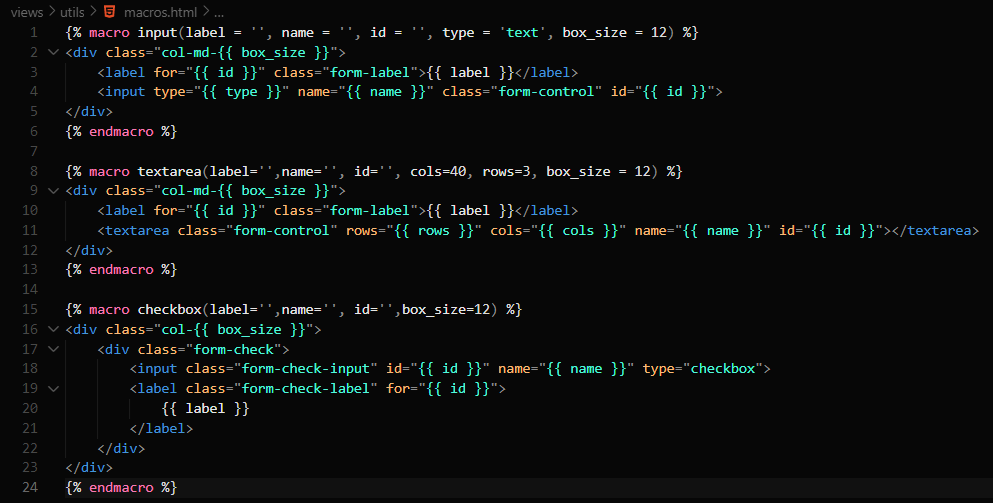 views > utils > macros.html > ...
1 {% macro input(label = '', name = '', id = '', type = 'text', box_size = 12) %}
2 <div class="col-md-{{ box_size }}">
3     <label for="{{ id }}" class="form-label">{{ label }}</label>
4     <input type="{{ type }}" name="{{ name }}" class="form-control" id="{{ id }}">
5 </div>
6 {% endmacro %}
7
8 {% macro textarea(label='',name='', id='', cols=40, rows=3, box_size = 12) %}
9 <div class="col-md-{{ box_size }}">
10     <label for="{{ id }}" class="form-label">{{ label }}</label>
11     <textarea class="form-control" rows="{{ rows }}" cols="{{ cols }}" name="{{ name }}" id="{{ id }}"></textarea>
12 </div>
13 {% endmacro %}
14
15 {% macro checkbox(label='',name='', id='',box_size=12) %}
16 <div class="col-{{ box_size }}">
17     <div class="form-check">
18         <input class="form-check-input" id="{{ id }}" name="{{ name }}" type="checkbox">
19         <label class="form-check-label" for="{{ id }}">
20             {{ label }}
21         </label>
22     </div>
23 </div>
24 {% endmacro %}